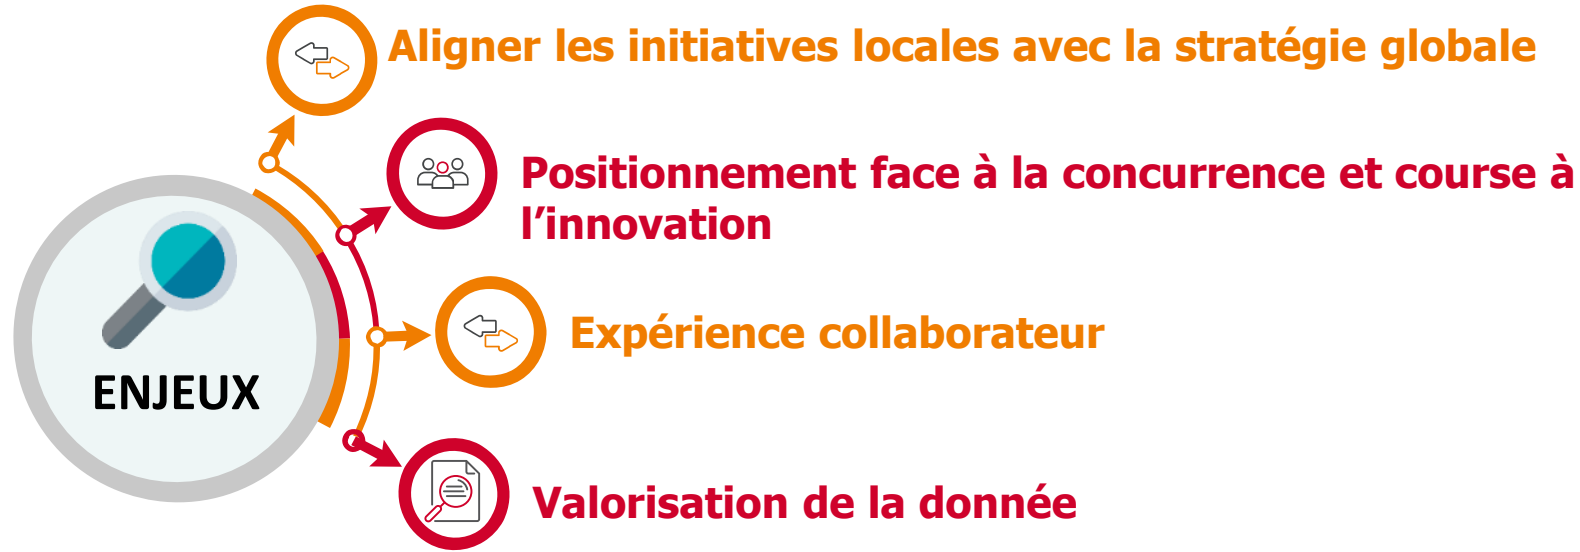 Aligner les initiatives locales avec la stratégie globale
Positionnement face à la concurrence et course à
l’innovation
Expérience collaborateur
ENJEUX
Valorisation de la donnée